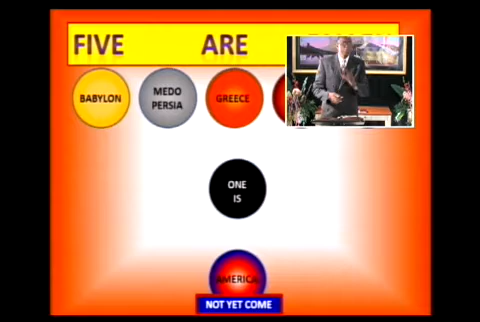 FIVE ARE
BABYLON
MEDO
PERSIA
GREECE
ONE
IS
AMERICA
NOT YET COME